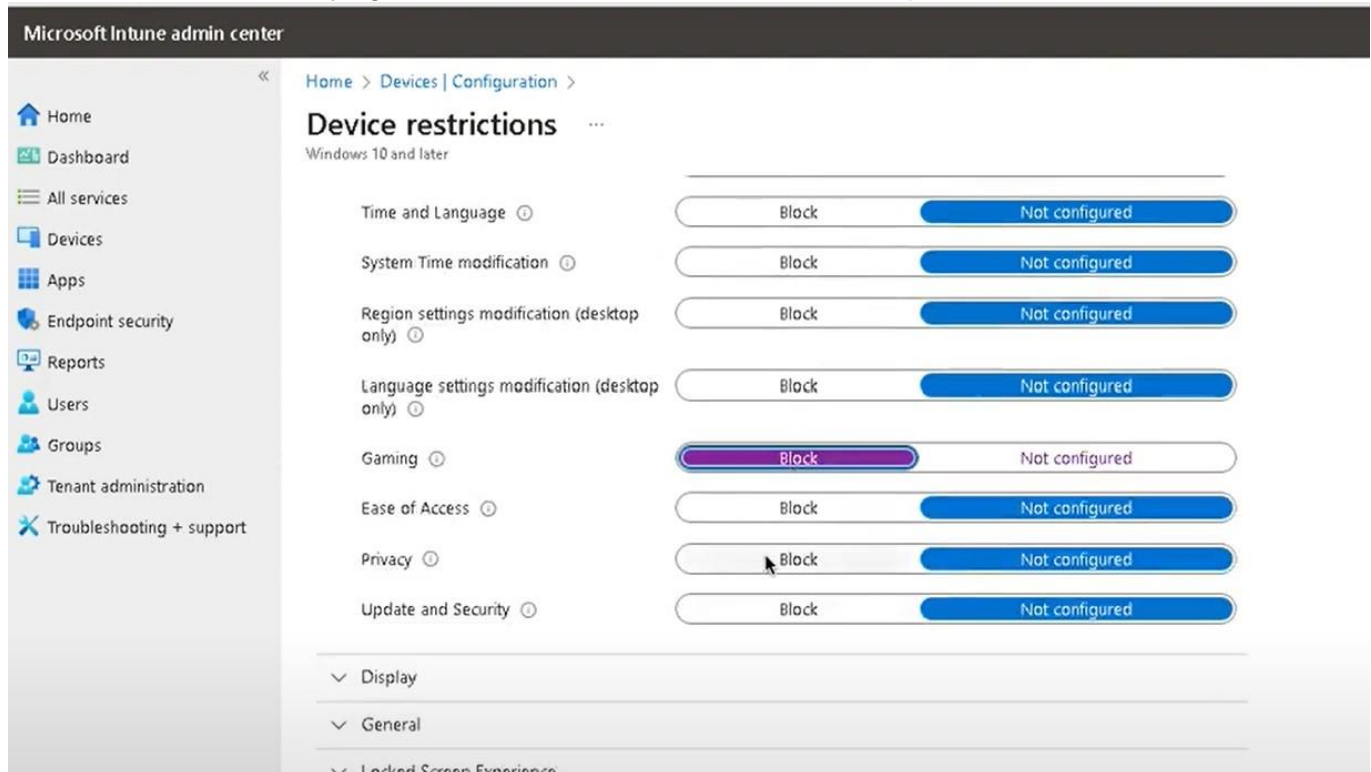 Microsoft Intune admin center
«
Home > Devices | Configuration >
Home
Device restrictions ...
Windows 10 and later
Dashboard
All services
Devices
Apps
Endpoint security
Reports
Users
Groups
Tenant administration
Troubleshooting + support
Time and Language Block Not configured
System Time modification Block Not configured
Region settings modification (desktop
only) Block Not configured
Language settings modification (desktop
only) Block Not configured
Gaming Block Not configured
Ease of Access Block Not configured
Privacy Block Not configured
Update and Security Block Not configured
Display
General
Locked Screen Experience